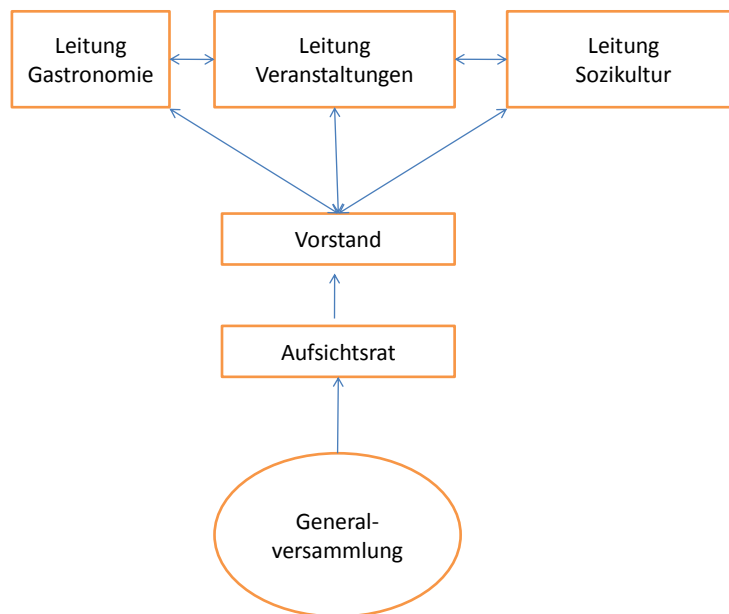 Leitung
Gastronomie
Leitung
Veranstaltungen
Leitung
Sozikultur
Vorstand
Aufsichtsrat
General-
versammlung